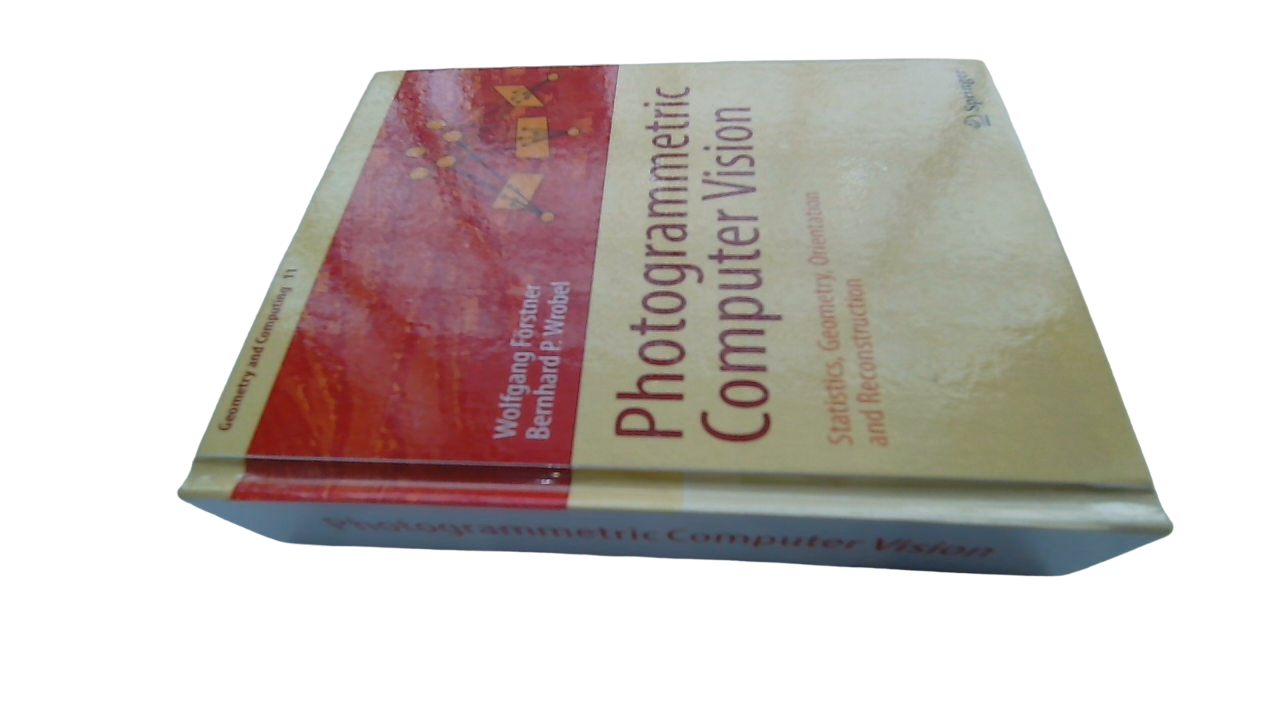 Geometry and Computing 11
Wolfgang Förstner
Bernhard P. Wrobel
Photogrammetric
Computer Vision
Statistics, Geometry, Orientation
and Reconstruction
Springer
Photogrammetric Computer Vision